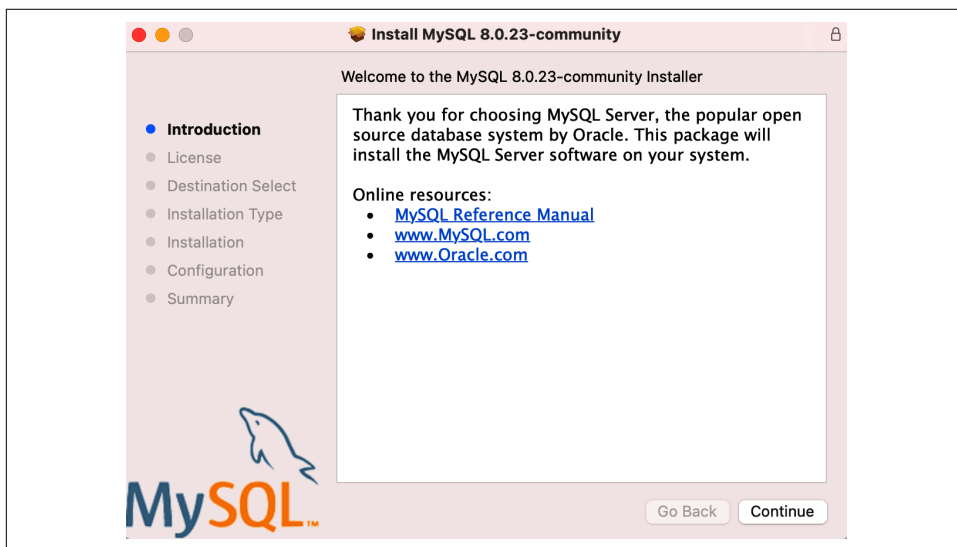 Install MySQL 8.0.23-community
Welcome to the MySQL 8.0.23-community Installer
Introduction
License
Destination Select
Installation Type
Installation
Configuration
Summary
Thank you for choosing MySQL Server, the popular open
source database system by Oracle. This package will
install the MySQL Server software on your system.
Online resources:
• MySQL Reference Manual
• www.MySQL.com
• www.Oracle.com
MySQL™
Go Back
Continue